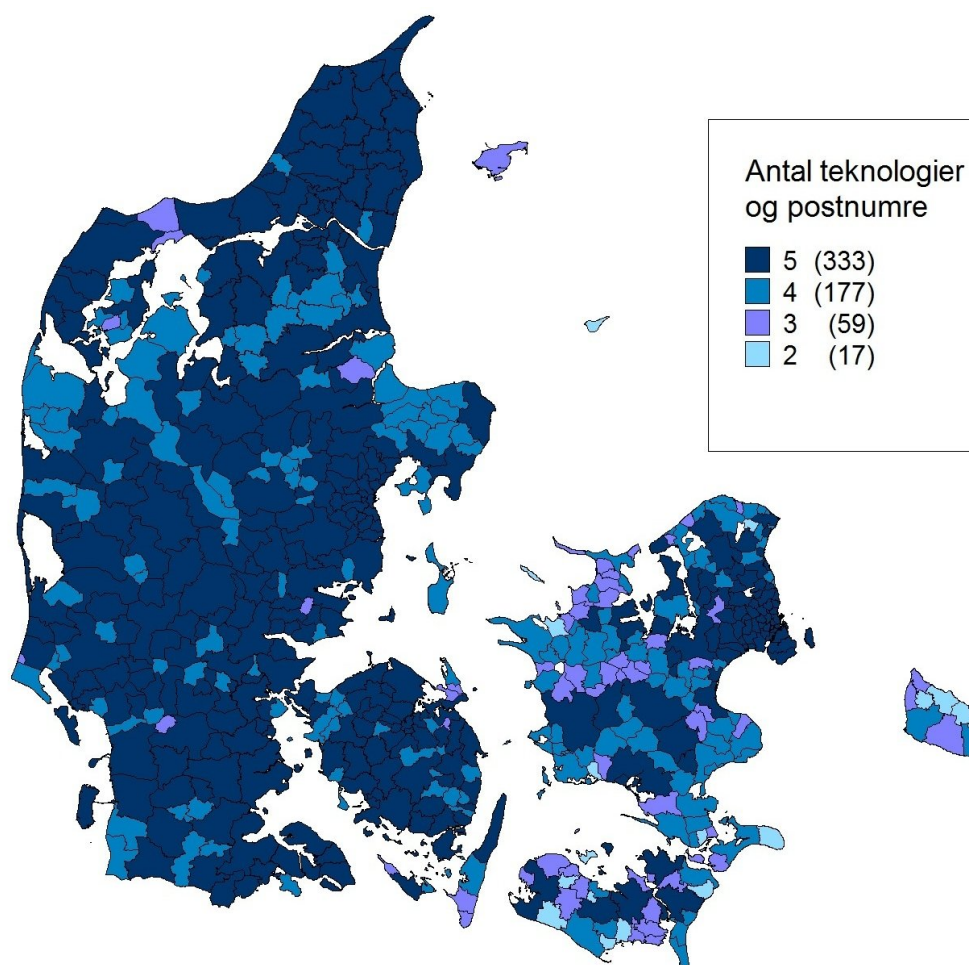 Antal teknologier
og postnumre
5 (333)
4 (177)
3 (59)
2 (17)